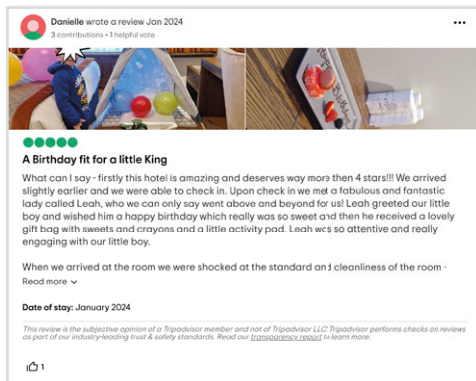 Danielle wrote a review Jan 2024
3 contributions • 1 helpful vote
A Birthday fit for a little King
What can I say - firstly this hotel is amazing and deserves way more then 4 stars!!! We arrived
slightly earlier and we were able to check in. Upon check in we met a fabulous and fantastic
lady called Leah, who we can only say went above and beyond for us! Leah greeted our little
boy and wished him a happy birthday which really was so sweet and then he received a lovely
gift bag with sweets and crayons and a little activity pad. Leah was so attentive and really
engaging with our little boy.
When we arrived at the room we were shocked at the standard and cleanliness of the room -
Read more
Date of stay: January 2024
This review is the subjective opinion of a Tripadvisor member and not of Tripadvisor LLC. Tripadvisor performs checks on reviews
as part of our industry-leading trust & safety standards. Read our transparency report to learn more.
1